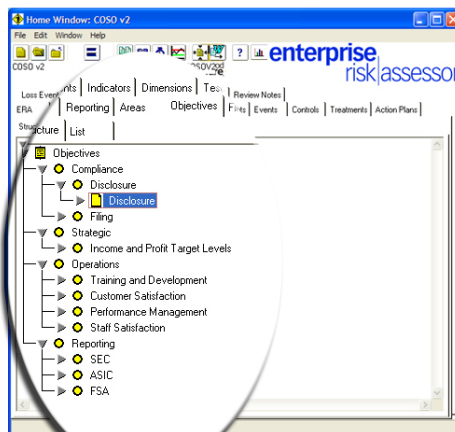 Home Window: COSO v2
File Edit Window Help
enterprise
COSO v2
risk assessor
Indicators Dimensions
Loss Review Notes
ERA Reporting Areas Objectives Events Controls Treatments Action Plans
Structure List
Objectives
Compliance
Disclosure
Disclosure
Filing
Strategic
Income and Profit Target Levels
Operations
Training and Development
Customer Satisfaction
Performance Management
Staff Satisfaction
Reporting
SEC
ASIC
FSA